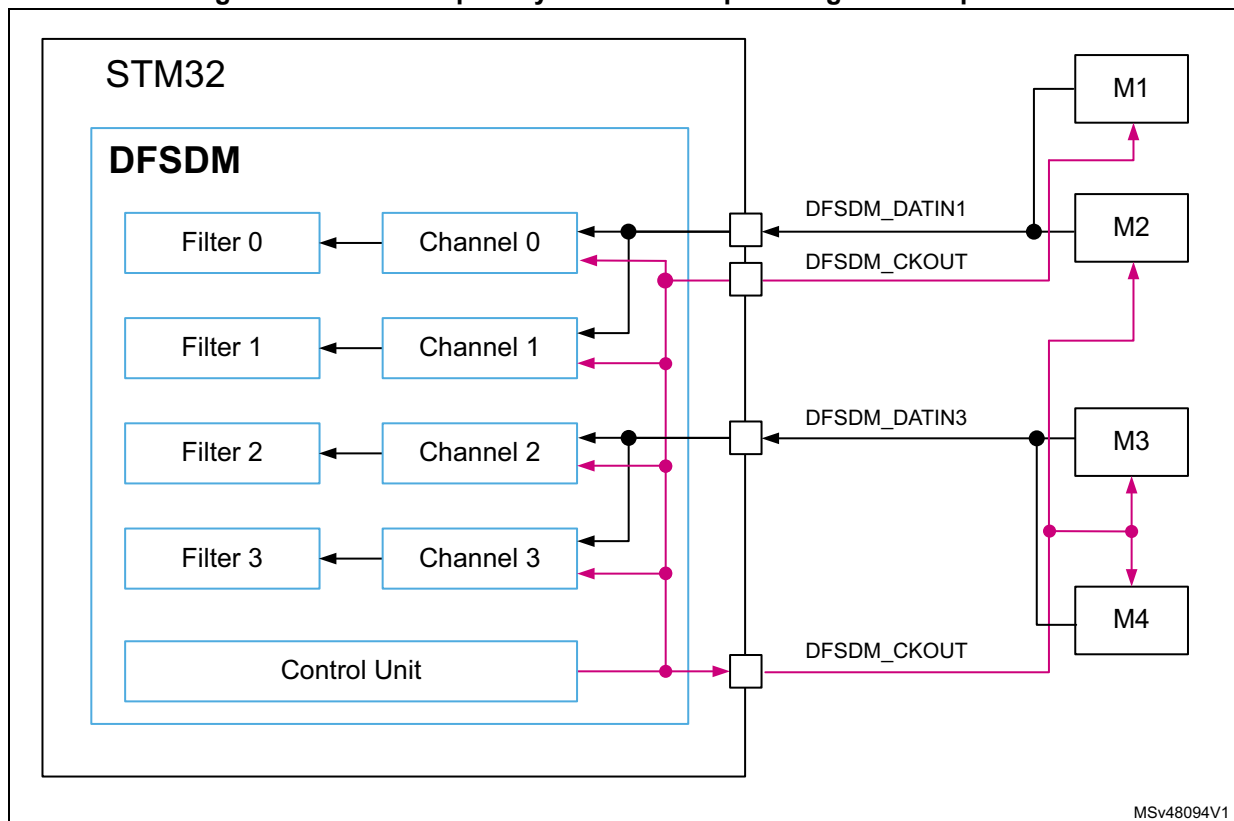 STM32
DFSDM
Filter 0
Channel 0
Filter 1
Channel 1
Filter 2
Channel 2
Filter 3
Channel 3
Control Unit
DFSDM_DATIN1
DFSDM_CKOUT
DFSDM_DATIN3
DFSDM_CKOUT
M1
M2
M3
M4
MSv48094V1